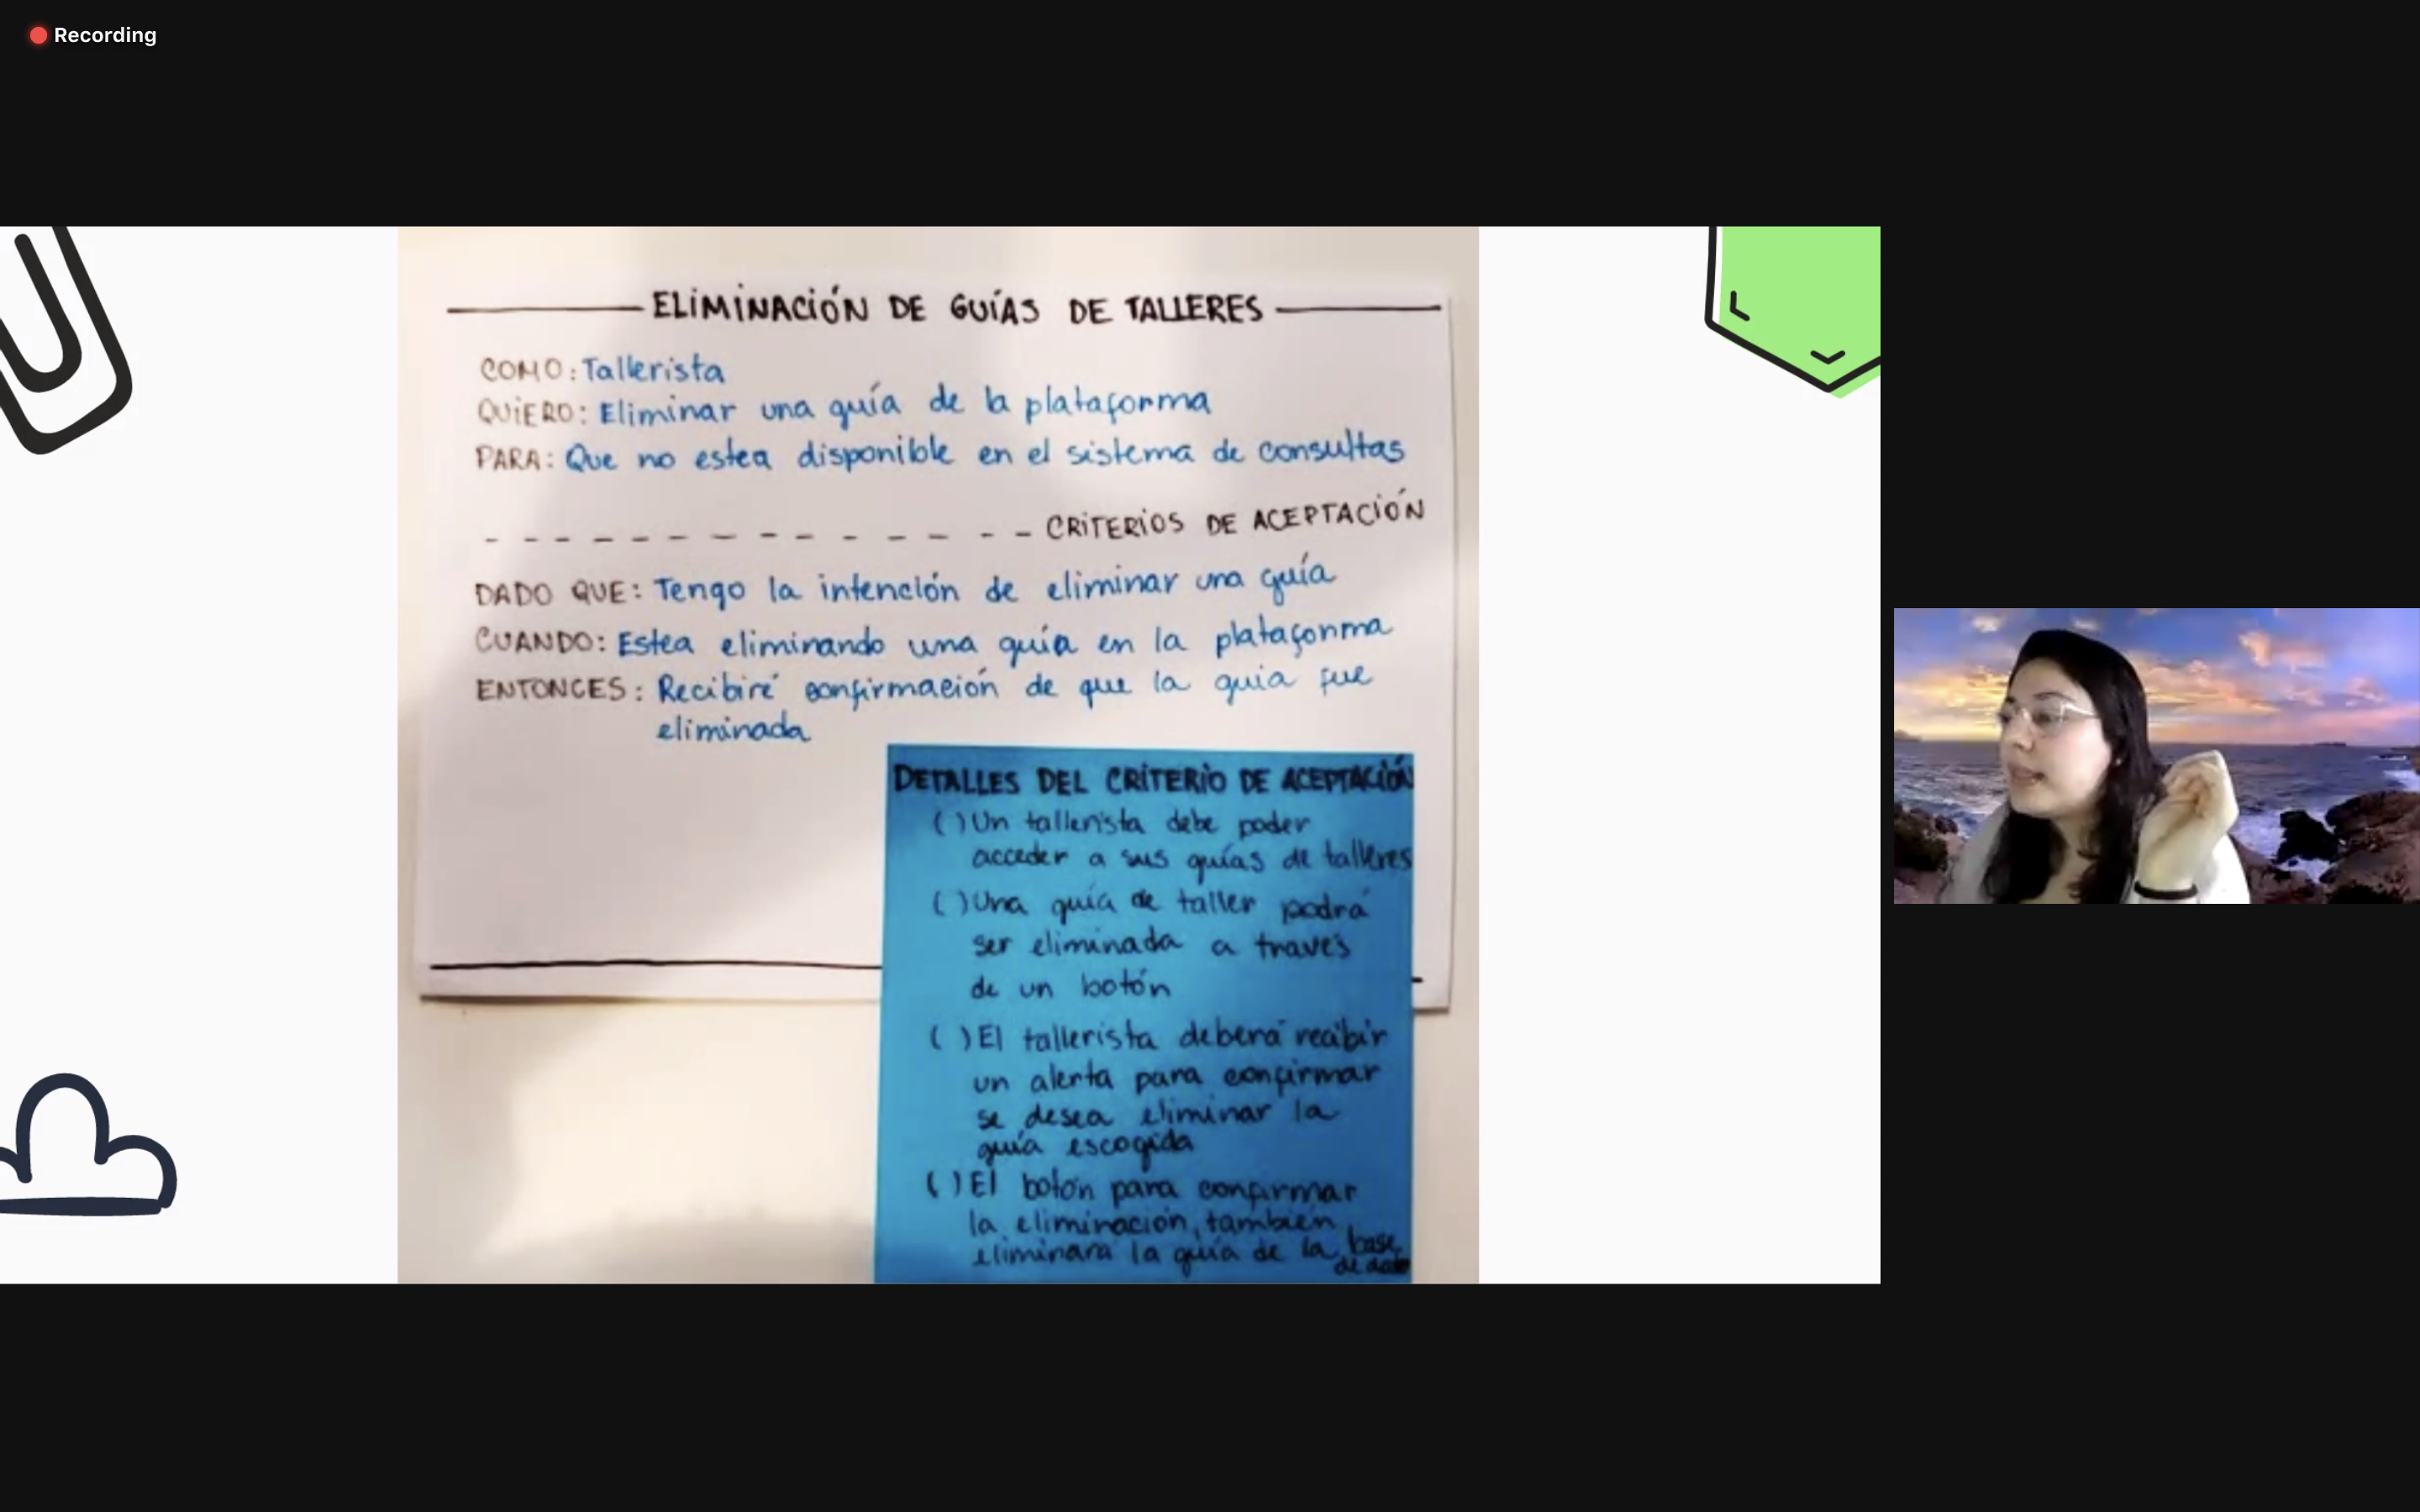 Recording
ELIMINACIÓN DE GUÍAS DE TALLERES
COMO: Tallerista
QUIERO: Eliminar una guía de la plataforma
PARA: Que no estea disponible en el sistema de consultas
CRITERIOS DE ACEPTACIÓN
DADO QUE: Tengo la intención de eliminar una guía
CUANDO: Estea eliminando una guía en la plataforma
ENTONCES: Recibiré confirmación de que la guia fue
eliminada
DETALLES DEL CRITERIO DE ACEPTACIÓN
( ) Un tallerista debe poder
acceder a sus guías de talleres
( ) Una guía de taller podrá
ser eliminada a través
de un botón
( ) El tallerista deberá recibir
un alerta para confirmar
se desea eliminar la
guía escogida
( ) El botón para confirmar
la eliminación, también
eliminará la guía de la base
de